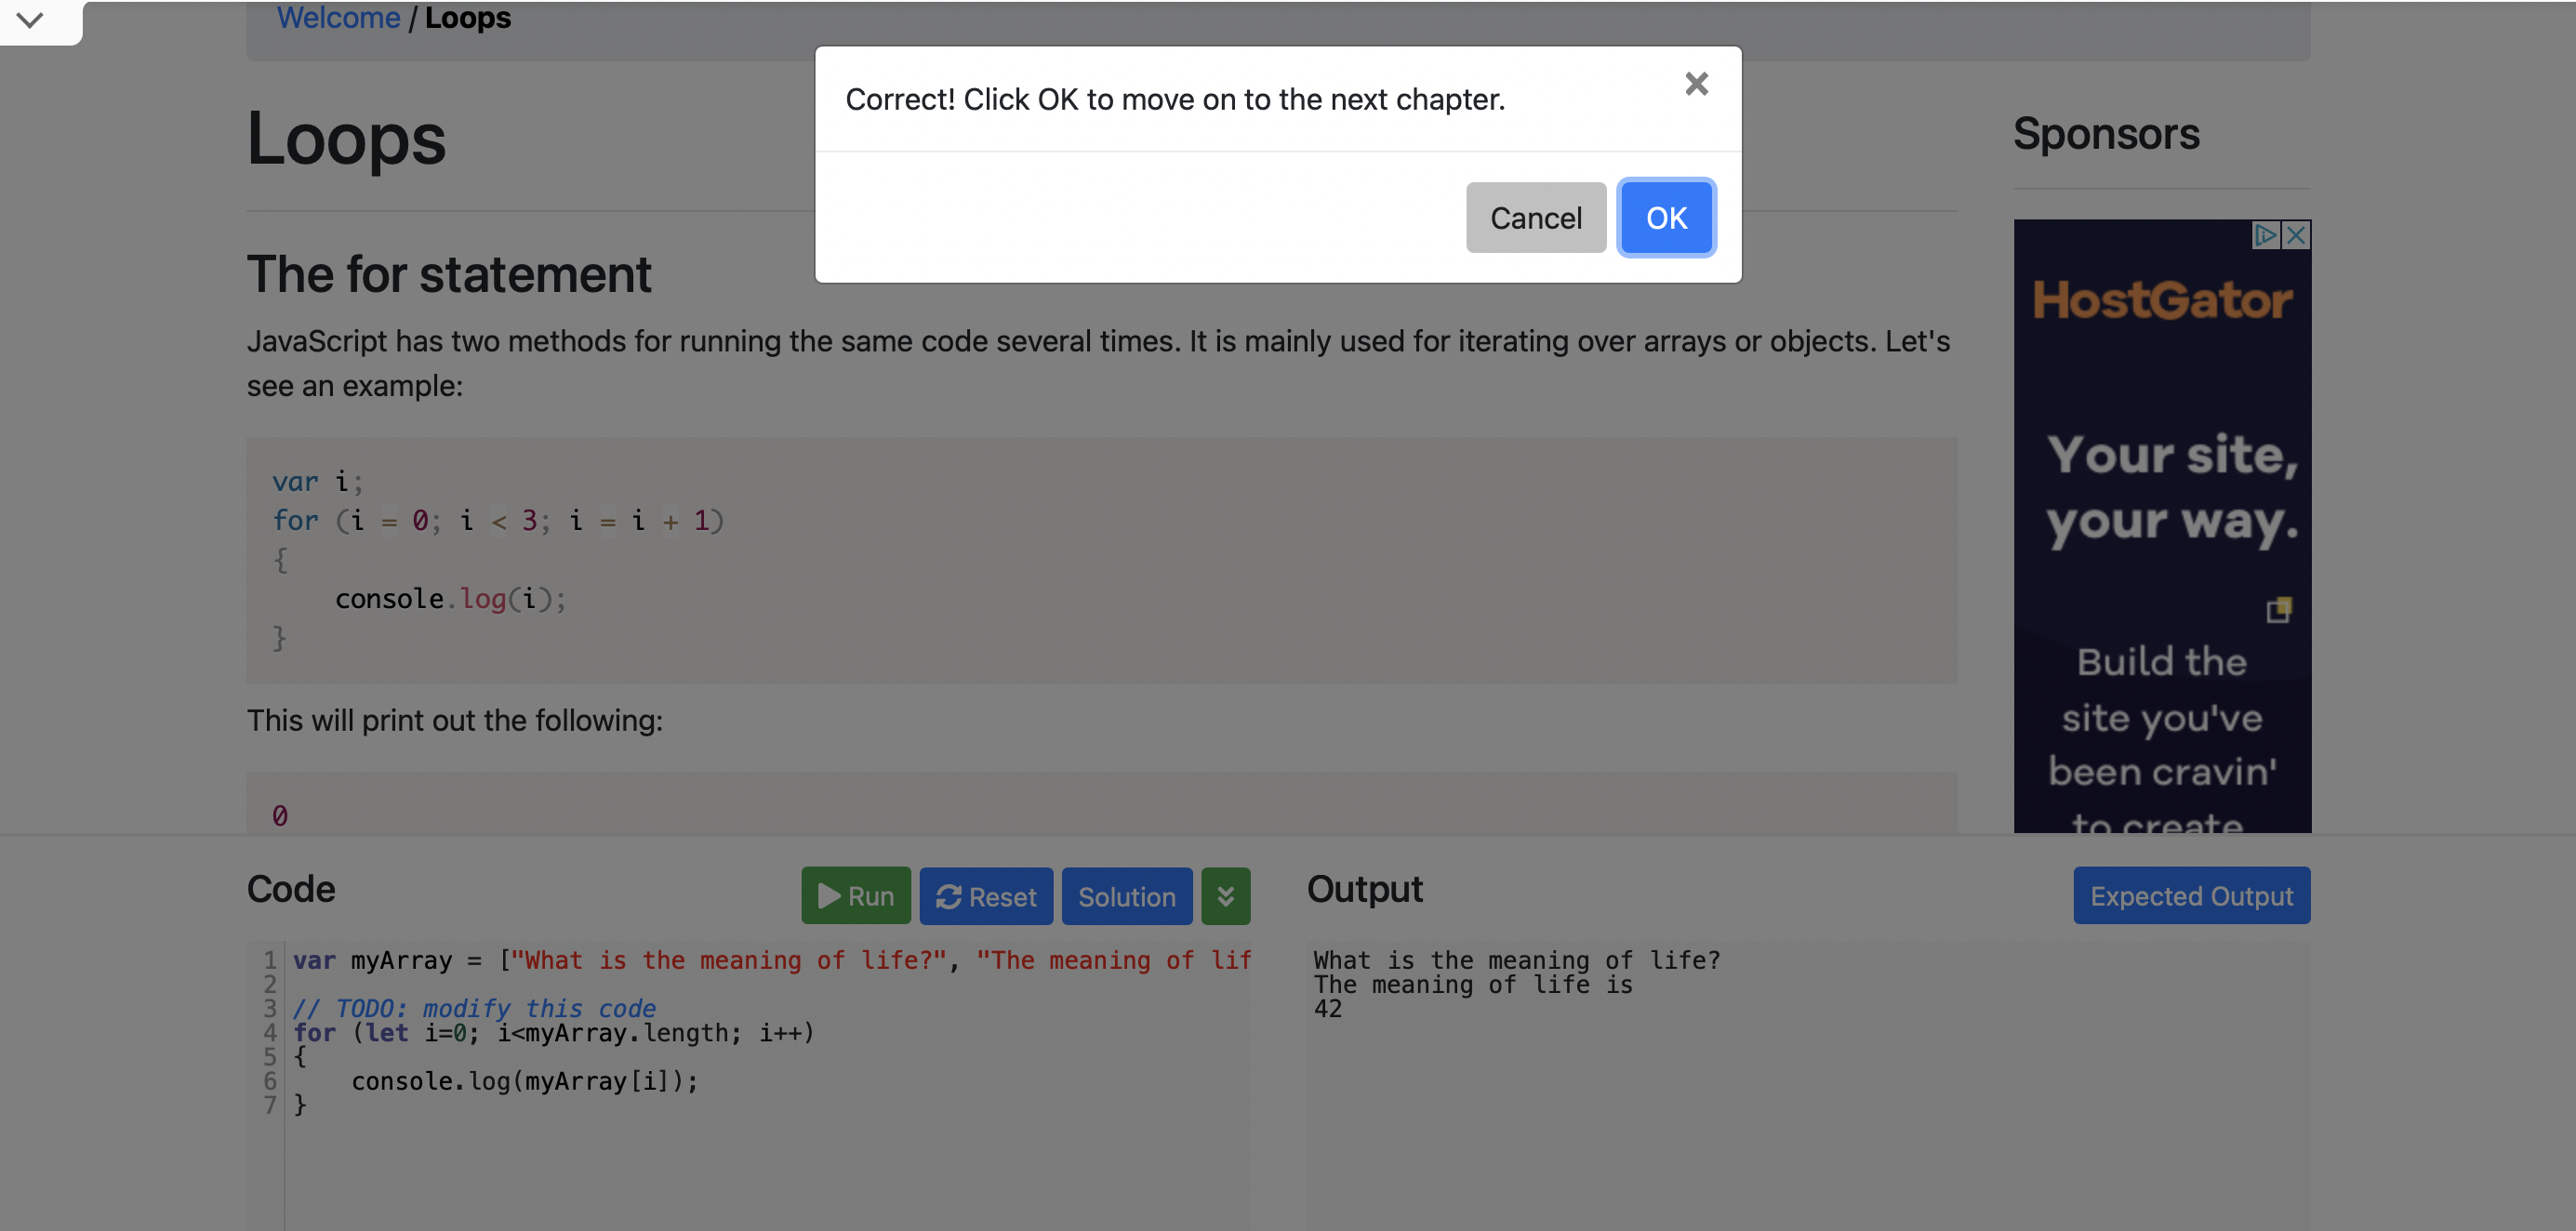 Welcome / Loops
Correct! Click OK to move on to the next chapter.
Cancel
OK
Loops
The for statement
JavaScript has two methods for running the same code several times. It is mainly used for iterating over arrays or objects. Let's
see an example:
var i;
for (i = 0; i < 3; i = i + 1)
{
    console.log(i);
}
This will print out the following:
0
Sponsors
HostGator
Your site,
your way.
Build the
site you've
been cravin'
to create
Code
Run
Reset
Solution
1 var myArray = ["What is the meaning of life?", "The meaning of lif
2
3 // TODO: modify this code
4 for (let i=0; i<myArray.length; i++)
5 {
6     console.log(myArray[i]);
7 }
Output
Expected Output
What is the meaning of life?
The meaning of life is
42